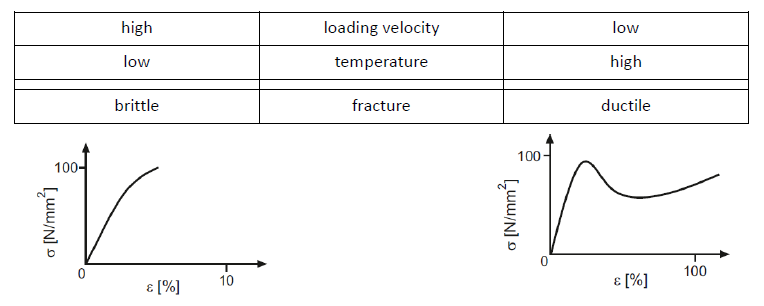 high loading velocity low
low temperature high
brittle fracture ductile
100
σ [N/mm²]
0
ε [%]
10
100
σ [N/mm²]
0
ε [%]
100